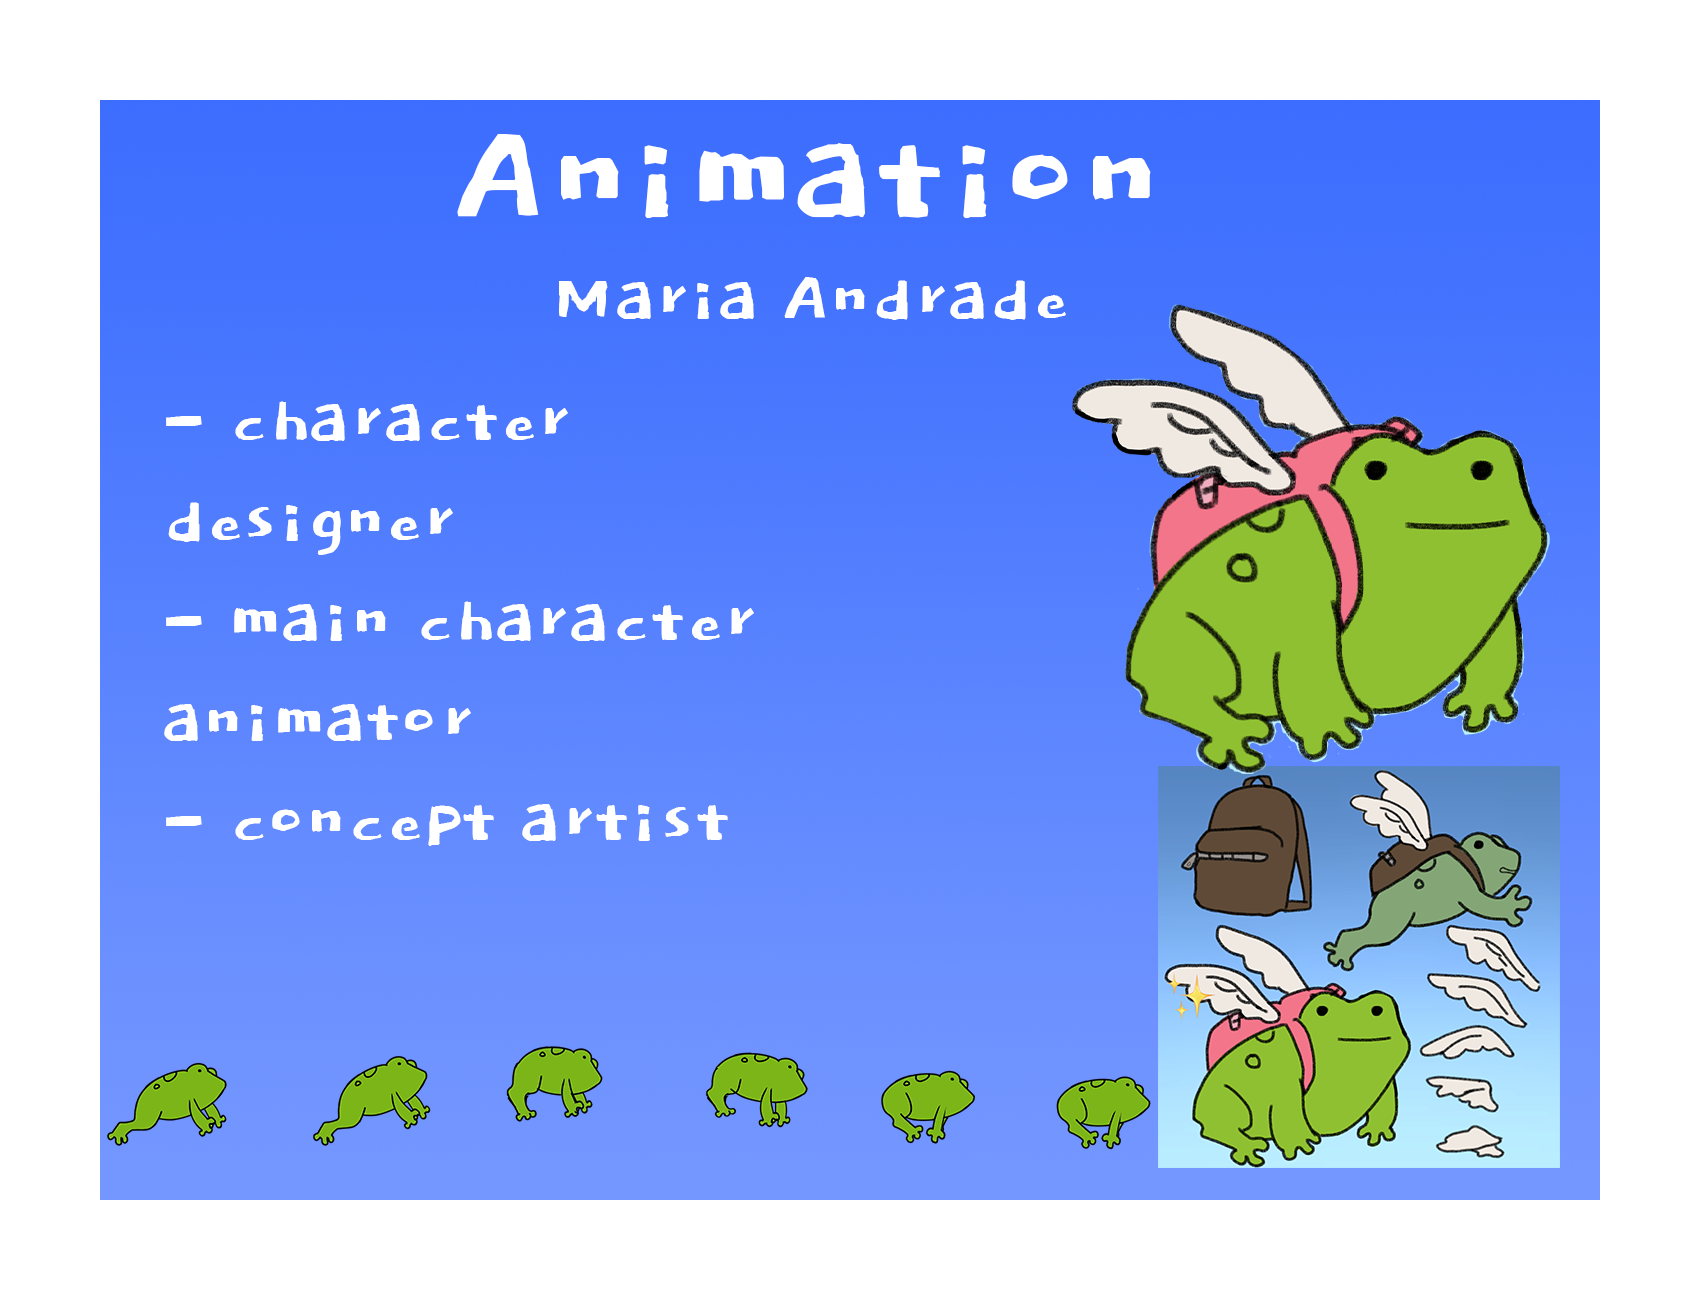 Animation
Maria Andrade
- character
designer
- main character
animator
- concept artist